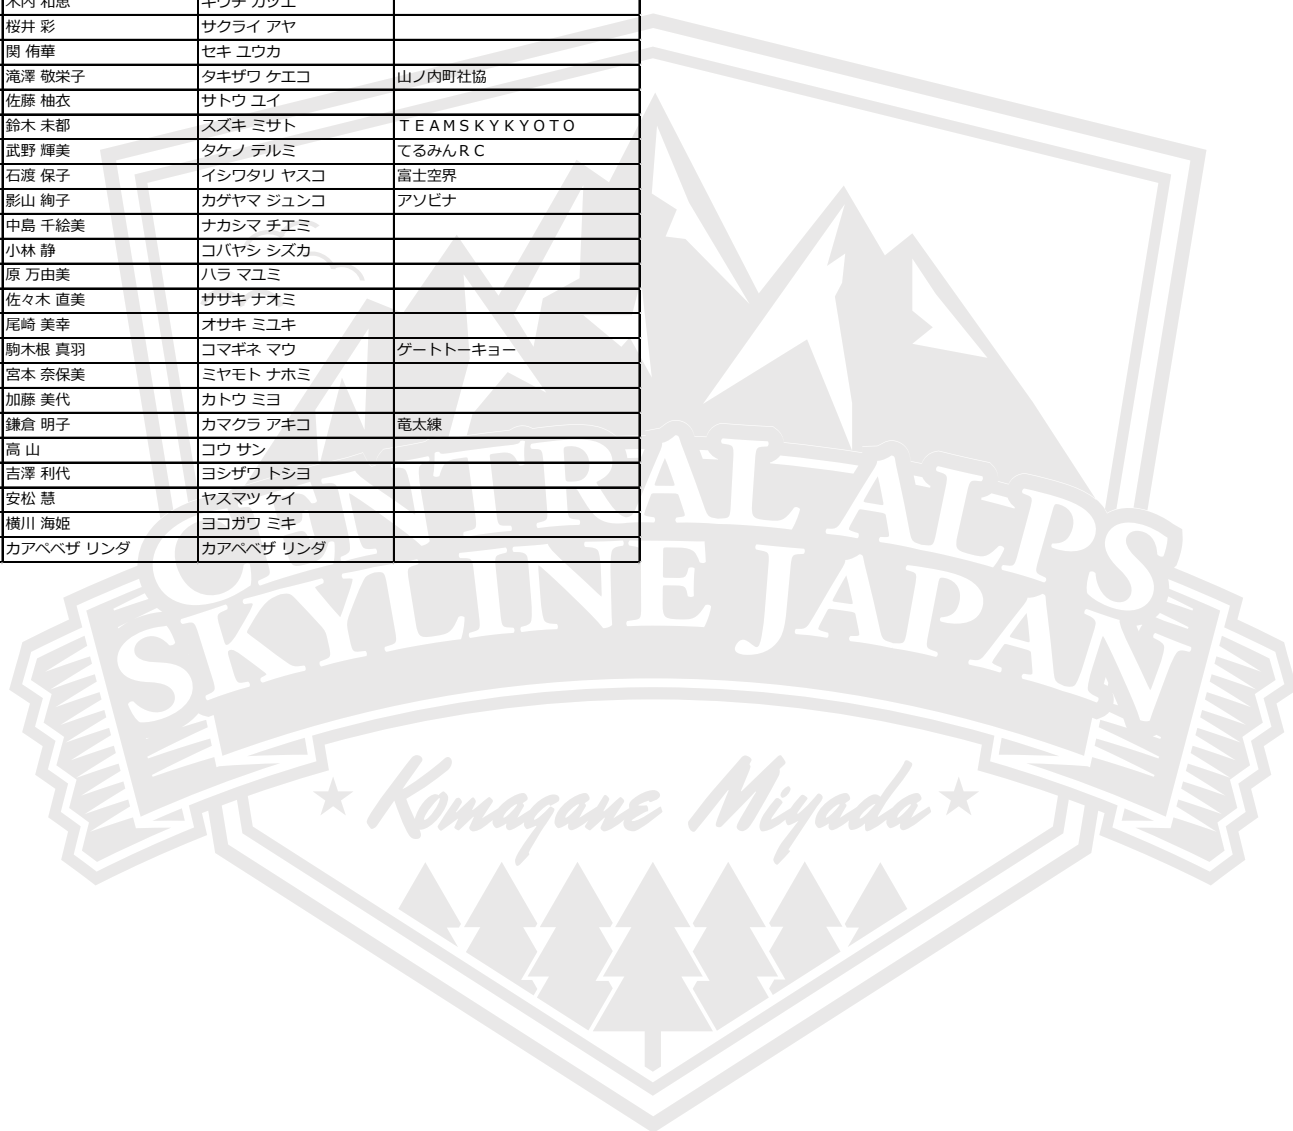 木内 和恵 キウチ カツエ
桜井 彩 サクライ アヤ
関 侑華 セキ ユウカ
滝澤 敬栄子 タキザワ ケエコ 山ノ内町社協
佐藤 柚衣 サトウ ユイ
鈴木 未都 スズキ ミサト ＴＥＡＭＳＫＹＫＹＯＴＯ
武野 輝美 タケノ テルミ てるみんＲＣ
石渡 保子 イシワタリ ヤスコ 富士空界
影山 絢子 カゲヤマ ジュンコ アソビナ
中島 千絵美 ナカシマ チエミ
小林 静 コバヤシ シズカ
原 万由美 ハラ マユミ
佐々木 直美 ササキ ナオミ
尾崎 美幸 オサキ ミユキ
駒木根 真羽 コマギネ マウ ゲートトーキョー
宮本 奈保美 ミヤモト ナホミ
加藤 美代 カトウ ミヨ
鎌倉 明子 カマクラ アキコ 竜太練
高 山 コウ サン
吉澤 利代 ヨシザワ トシヨ
安松 慧 ヤスマツ ケイ
横川 海姫 ヨコガワ ミキ
カアペベザ リンダ カアペベザ リンダ
CENTRAL ALPS
SKYLINE JAPAN
Komagane Miyada